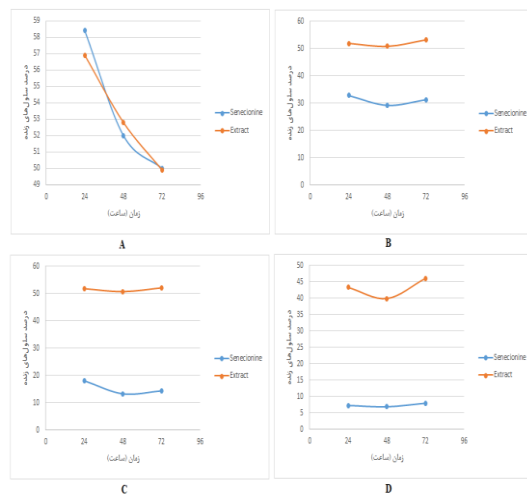 درصد سلول‌های زنده
59
58
57
56
55
54
53
52
51
50
49
0 24 48 72 96
زمان (ساعت)
Senecionine
Extract
A
درصد سلول‌های زنده
60
50
40
30
20
10
0
0 24 48 72 96
زمان (ساعت)
Senecionine
Extract
B
درصد سلول‌های زنده
60
50
40
30
20
10
0
0 24 48 72 96
زمان (ساعت)
Senecionine
Extract
C
درصد سلول‌های زنده
50
45
40
35
30
25
20
15
10
5
0
0 24 48 72 96
زمان (ساعت)
Senecionine
Extract
D